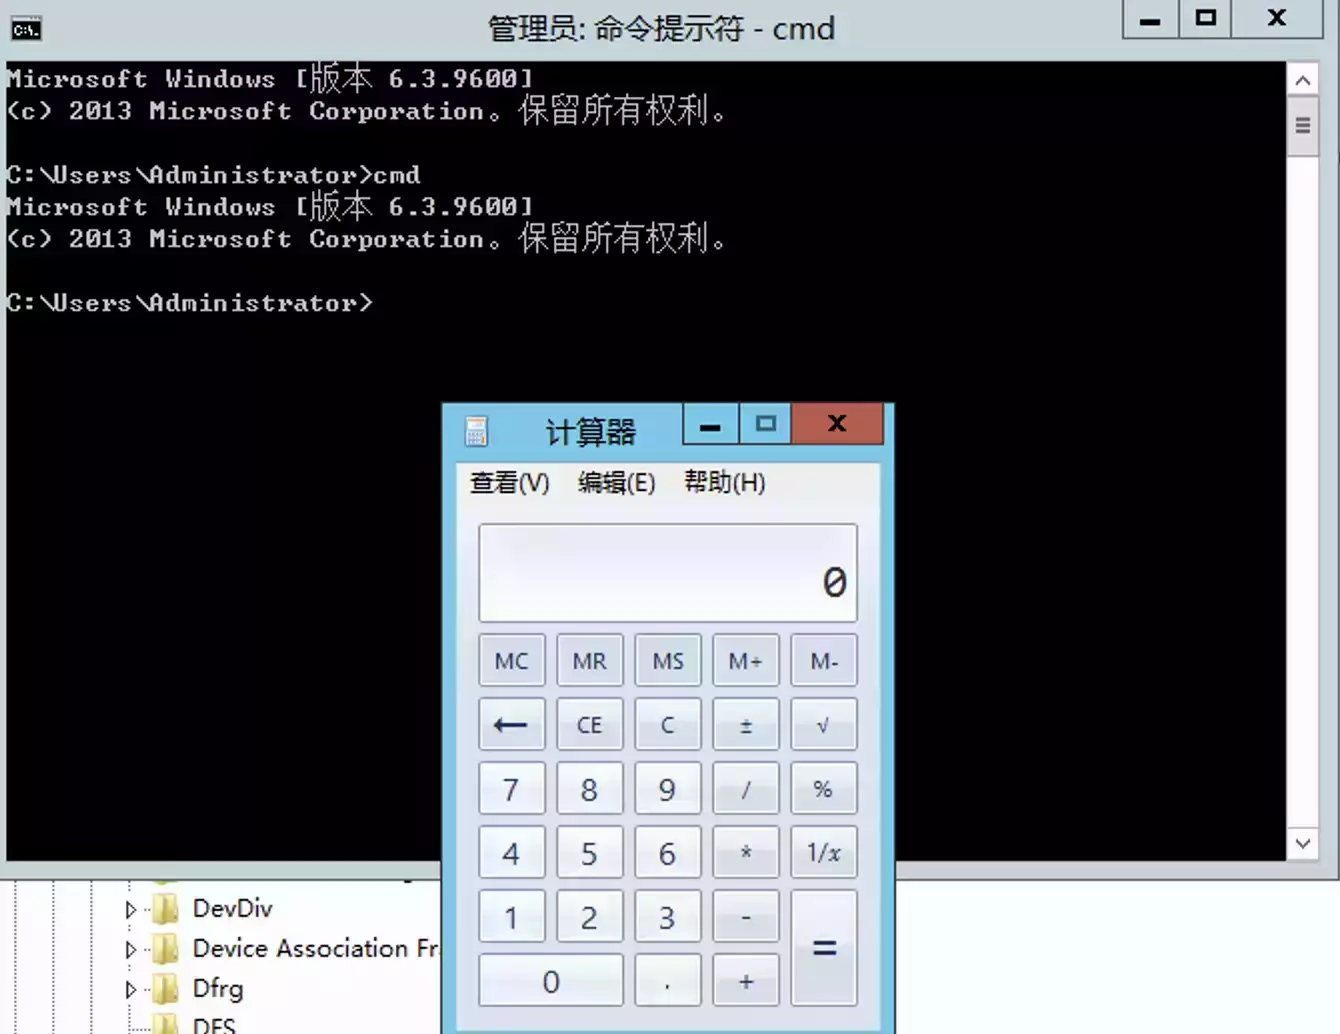 管理员: 命令提示符 - cmd
Microsoft Windows [版本 6.3.9600]
(c) 2013 Microsoft Corporation。保留所有权利。
C:\Users\Administrator>cmd
Microsoft Windows [版本 6.3.9600]
(c) 2013 Microsoft Corporation。保留所有权利。
C:\Users\Administrator>
计算器
查看(V) 编辑(E) 帮助(H)
0
MC MR MS M+ M-
← CE C ± √
7 8 9 / %
4 5 6 * 1/x
1 2 3 - =
0 . +
DevDiv
Device Association Fr
Dfrg
DFS